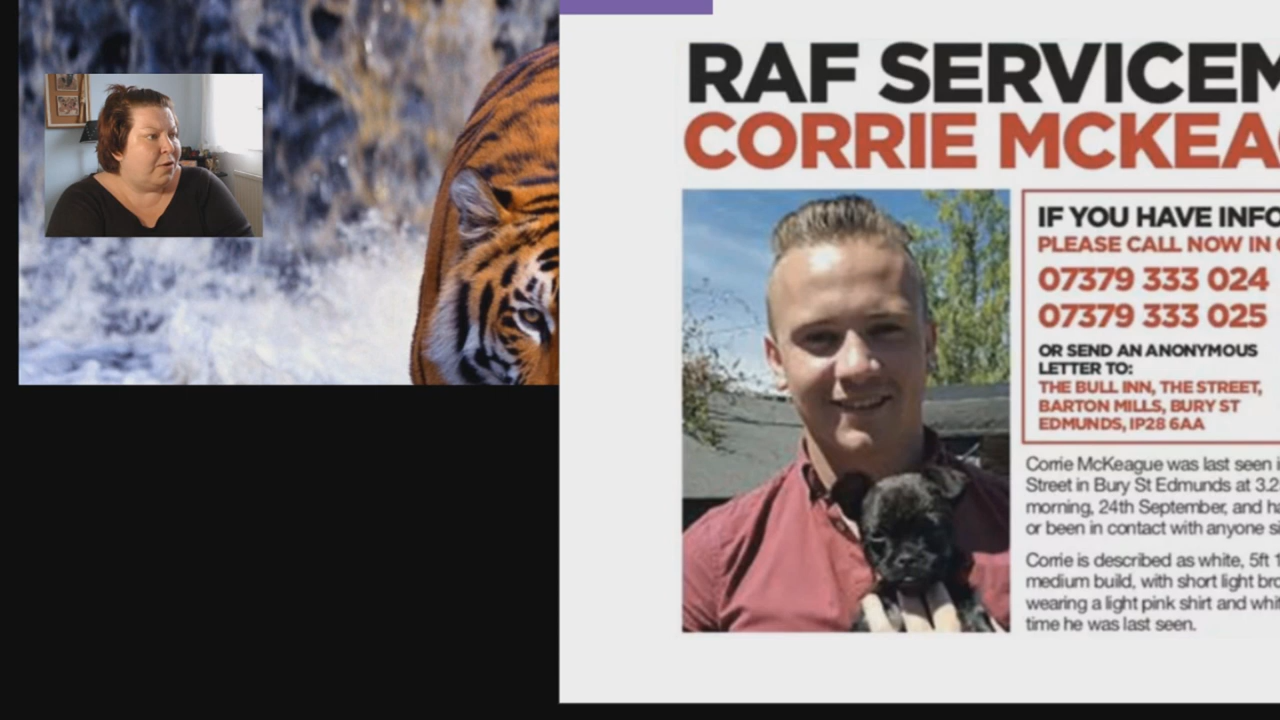 RAF SERVICEM
CORRIE MCKEA
IF YOU HAVE INFO
PLEASE CALL NOW IN
07379 333 024
07379 333 025
OR SEND AN ANONYMOUS
LETTER TO:
THE BULL INN, THE STREET,
BARTON MILLS, BURY ST
EDMUNDS, IP28 6AA
Corrie McKeague was last seen i
Street in Bury St Edmunds at 3.2
morning, 24th September, and ha
or been in contact with anyone si
Corrie is described as white, 5ft 1
medium build, with short light bro
wearing a light pink shirt and whit
time he was last seen.